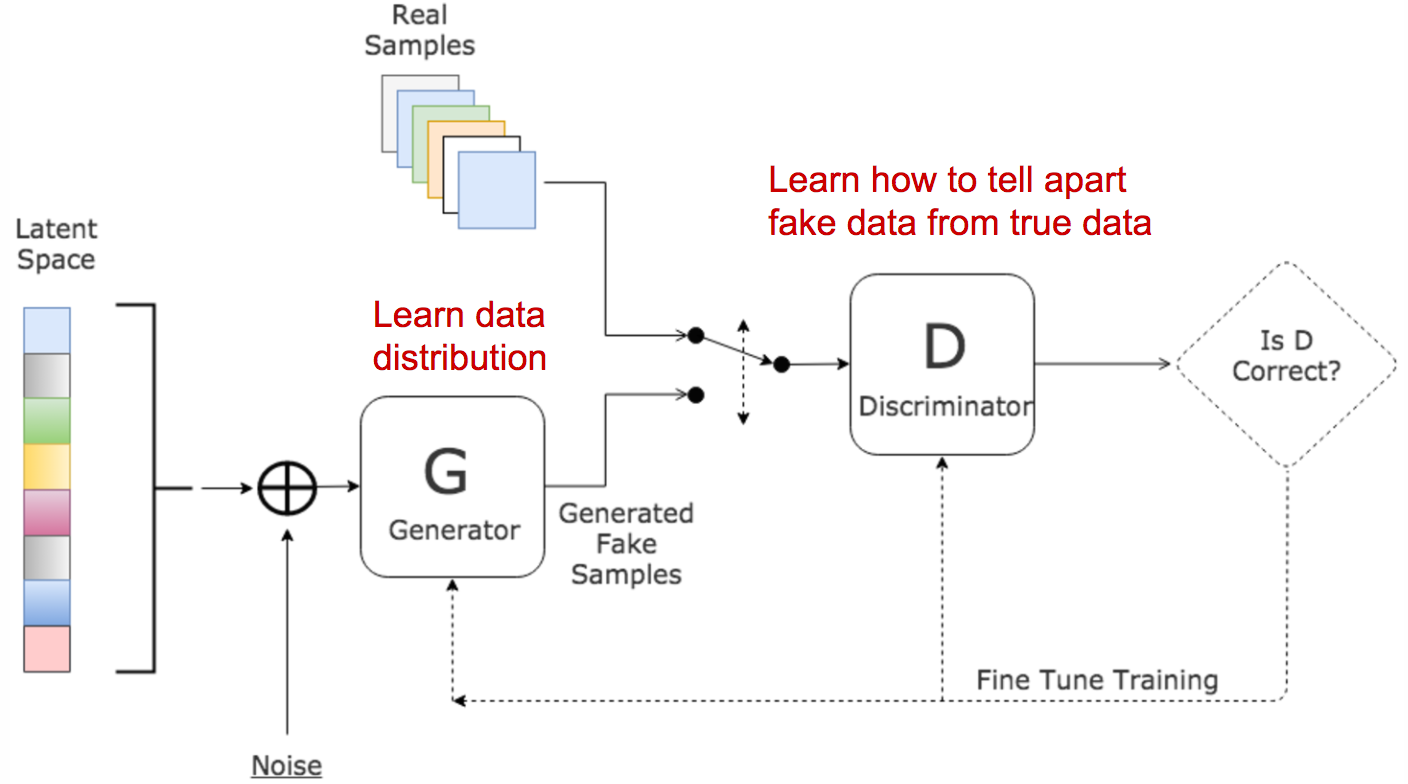 Real
Samples
Learn how to tell apart
fake data from true data
Latent
Space
Learn data
distribution
D
Discriminator
Is D
Correct?
G
Generator
Generated
Fake
Samples
Fine Tune Training
Noise